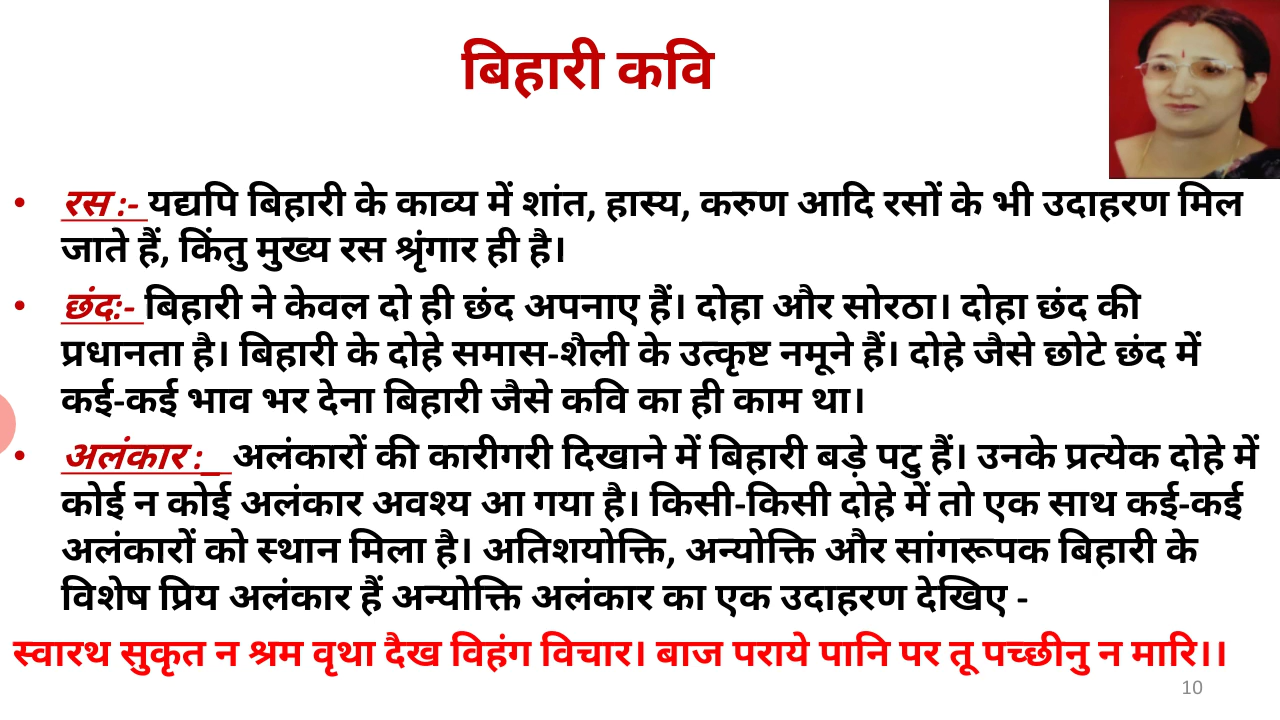 बिहारी कवि
• रस :- यद्यपि बिहारी के काव्य में शांत, हास्य, करुण आदि रसों के भी उदाहरण मिल
जाते हैं, किंतु मुख्य रस श्रृंगार ही है।
• छंद:- बिहारी ने केवल दो ही छंद अपनाए हैं। दोहा और सोरठा। दोहा छंद की
प्रधानता है। बिहारी के दोहे समास-शैली के उत्कृष्ट नमूने हैं। दोहे जैसे छोटे छंद में
कई-कई भाव भर देना बिहारी जैसे कवि का ही काम था।
• अलंकार :_ अलंकारों की कारीगरी दिखाने में बिहारी बड़े पटु हैं। उनके प्रत्येक दोहे में
कोई न कोई अलंकार अवश्य आ गया है। किसी-किसी दोहे में तो एक साथ कई-कई
अलंकारों को स्थान मिला है। अतिशयोक्ति, अन्योक्ति और सांगरूपक बिहारी के
विशेष प्रिय अलंकार हैं अन्योक्ति अलंकार का एक उदाहरण देखिए -
स्वारथ सुकृत न श्रम वृथा दैख विहंग विचार। बाज पराये पानि पर तू पच्छीनु न मारि।।
10